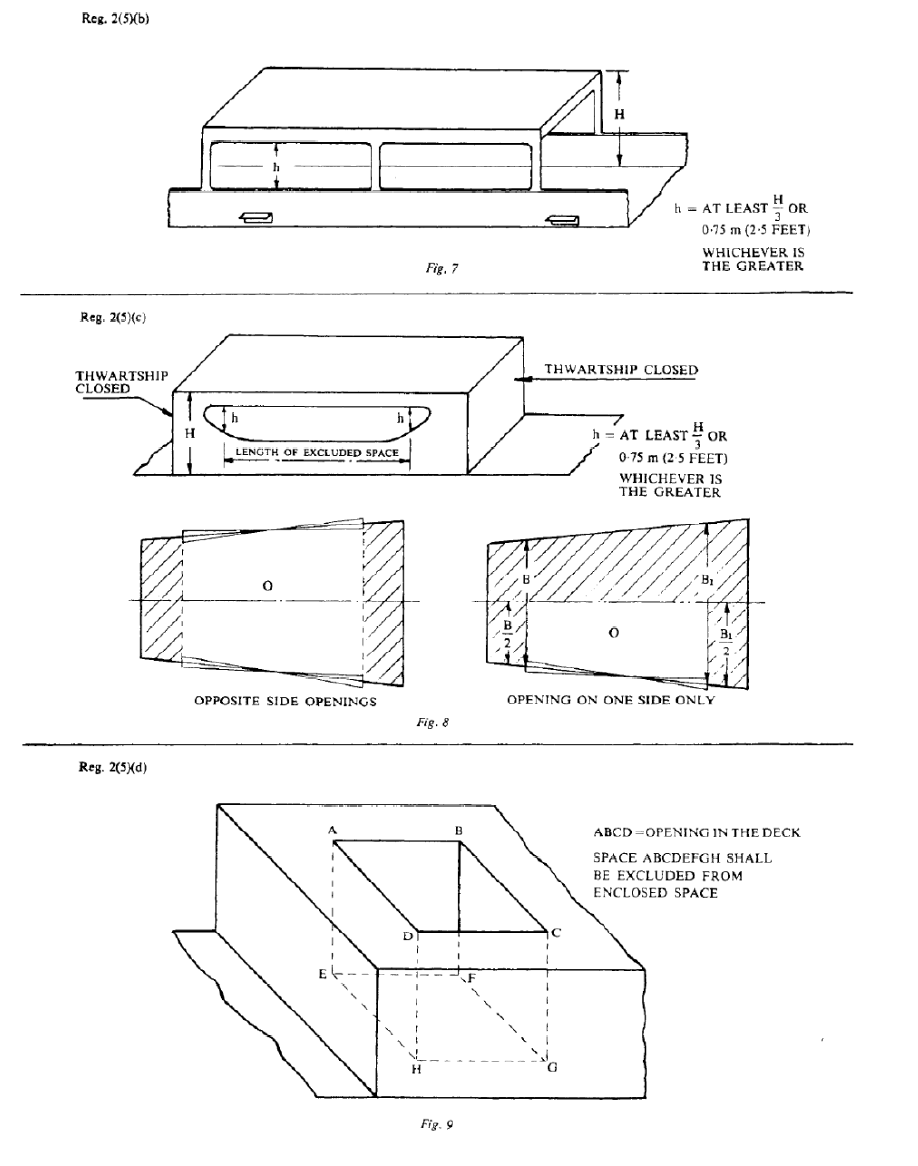 Reg. 2(5)(b)
H
h
h = AT LEAST H/3 OR
0·75 m (2·5 FEET)
WHICHEVER IS
THE GREATER
Fig. 7
Reg. 2(5)(c)
THWARTSHIP
CLOSED
THWARTSHIP CLOSED
H
h
h
LENGTH OF EXCLUDED SPACE
h = AT LEAST H/3 OR
0·75 m (2·5 FEET)
WHICHEVER IS
THE GREATER
O
B
B1
B/2
O
B1/2
OPPOSITE SIDE OPENINGS
OPENING ON ONE SIDE ONLY
Fig. 8
Reg. 2(5)(d)
A
B
ABCD = OPENING IN THE DECK
SPACE ABCDEFGH SHALL
BE EXCLUDED FROM
ENCLOSED SPACE
D
C
E
F
H
G
Fig. 9